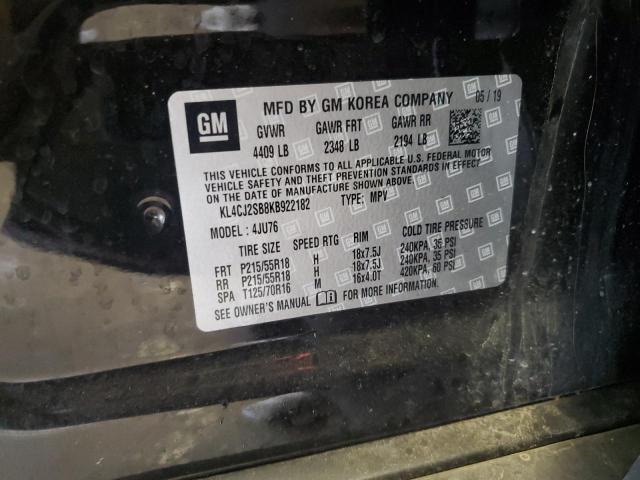 GM
MFD BY GM KOREA COMPANY 05/19
GVWR GAWR FRT GAWR RR
4409 LB 2348 LB 2194 LB
THIS VEHICLE CONFORMS TO ALL APPLICABLE U.S. FEDERAL MOTOR
VEHICLE SAFETY AND THEFT PREVENTION STANDARDS IN EFFECT
ON THE DATE OF MANUFACTURE SHOWN ABOVE.
KL4CJ2SB8KB922182 TYPE: MPV
MODEL: 4JU76
TIRE SIZE SPEED RTG RIM COLD TIRE PRESSURE
FRT P215/55R18 H 18x7.5J 240KPA, 35 PSI
RR P215/55R18 H 18x7.5J 240KPA, 35 PSI
SPA T125/70R16 M 16x4.0T 420KPA, 60 PSI
SEE OWNER'S MANUAL FOR MORE INFORMATION.